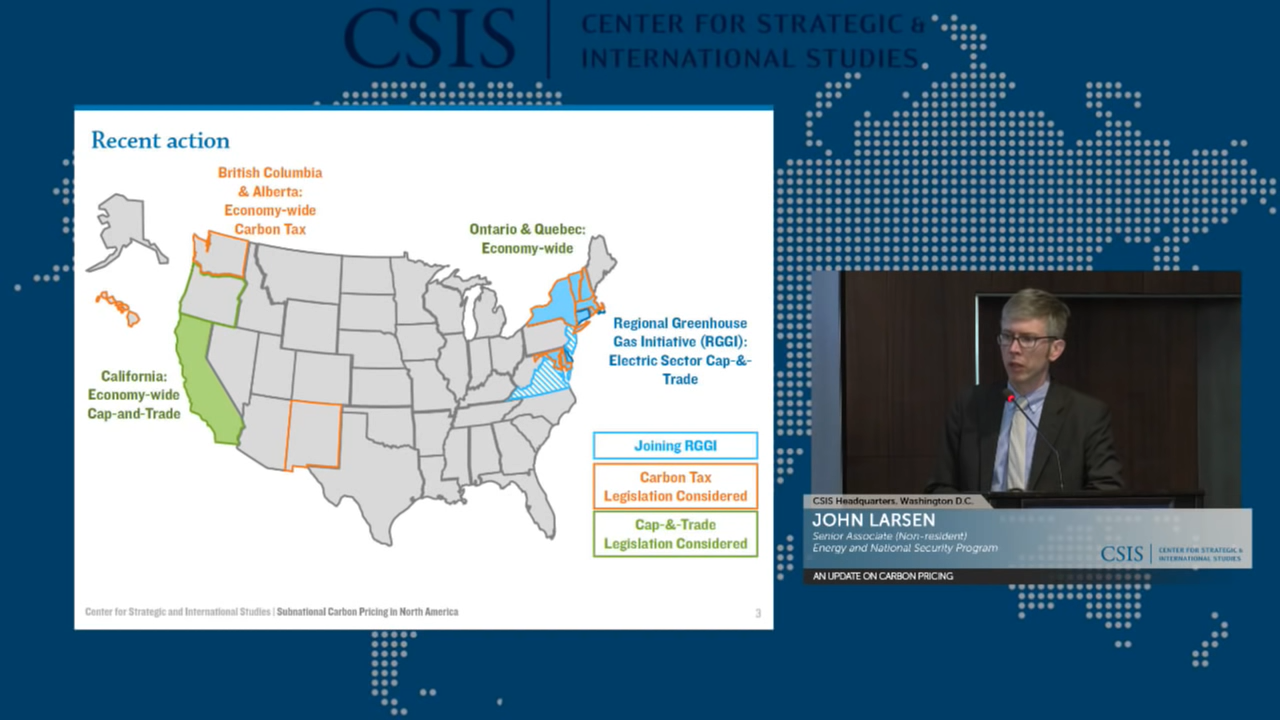 CSIS
CENTER FOR STRATEGIC &
INTERNATIONAL STUDIES
Recent action
British Columbia
& Alberta:
Economy-wide
Carbon Tax
Ontario & Quebec:
Economy-wide
Regional Greenhouse
Gas Initiative (RGGI):
Electric Sector Cap-&-
Trade
California:
Economy-wide
Cap-and-Trade
Joining RGGI
Carbon Tax
Legislation Considered
Cap-&-Trade
Legislation Considered
Center for Strategic and International Studies | Subnational Carbon Pricing in North America
3
CSIS Headquarters, Washington D.C.
JOHN LARSEN
Senior Associate (Non-resident)
Energy and National Security Program
CSIS
CENTER FOR STRATEGIC &
INTERNATIONAL STUDIES
AN UPDATE ON CARBON PRICING